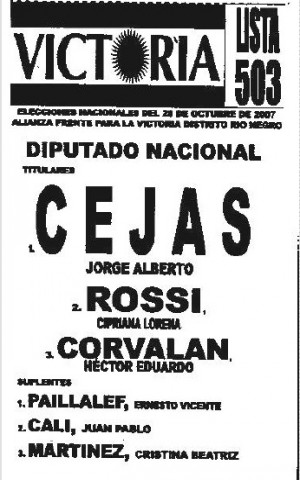 VICTORIA
LISTA
503
ELECCIONES NACIONALES DEL 28 DE OCTUBRE DE 2007
ALIANZA FRENTE PARA LA VICTORIA DISTRITO RIO NEGRO
DIPUTADO NACIONAL
TITULARES
1. CEJAS
JORGE ALBERTO
2. ROSSI,
CIPRIANA LORENA
3. CORVALAN,
HÉCTOR EDUARDO
SUPLENTES
1. PAILLALEF, ERNESTO VICENTE
2. CALI, JUAN PABLO
3. MARTINEZ, CRISTINA BEATRIZ